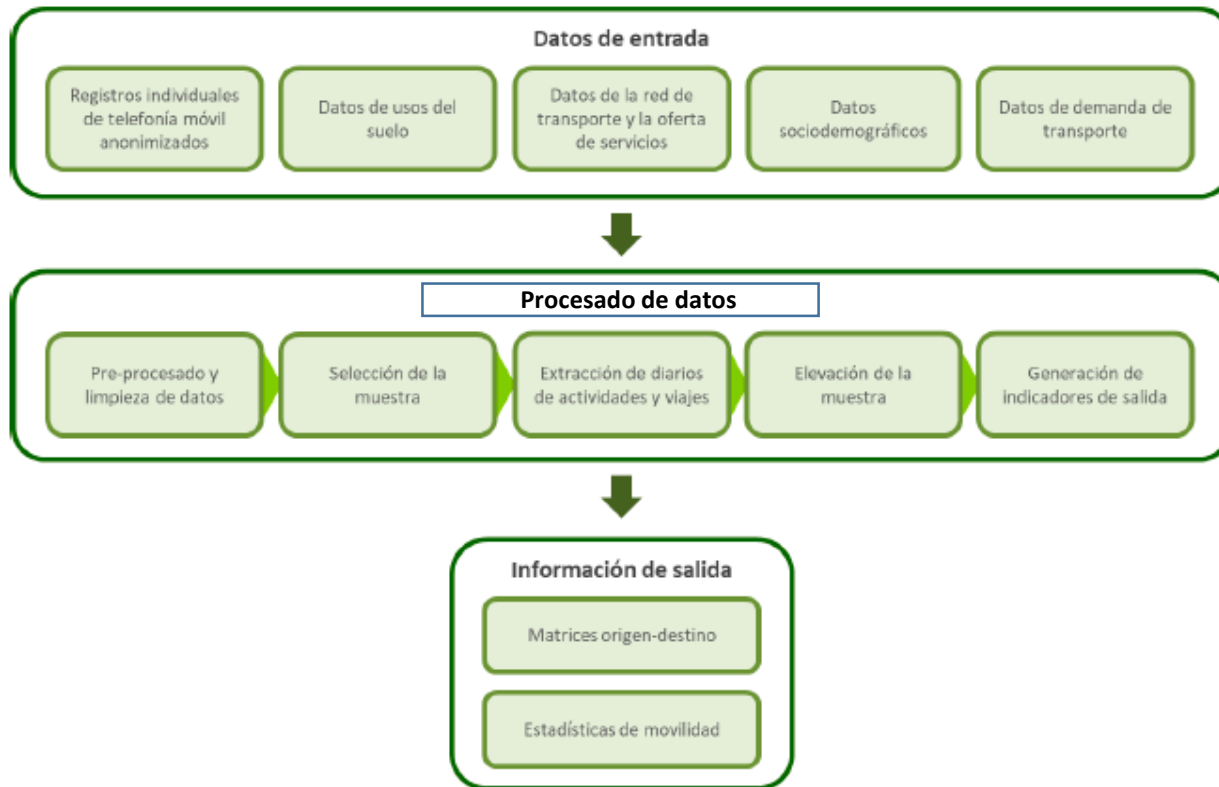 Datos de entrada
Registros individuales
de telefonía móvil
anonimizados
Datos de usos del
suelo
Datos de la red de
transporte y la oferta
de servicios
Datos
sociodemográficos
Datos de demanda de
transporte
Procesado de datos
Pre-procesado y
limpieza de datos
Selección de la
muestra
Extracción de diarios
de actividades y viajes
Elevación de la
muestra
Generación de
indicadores de salida
Información de salida
Matrices origen-destino
Estadísticas de movilidad